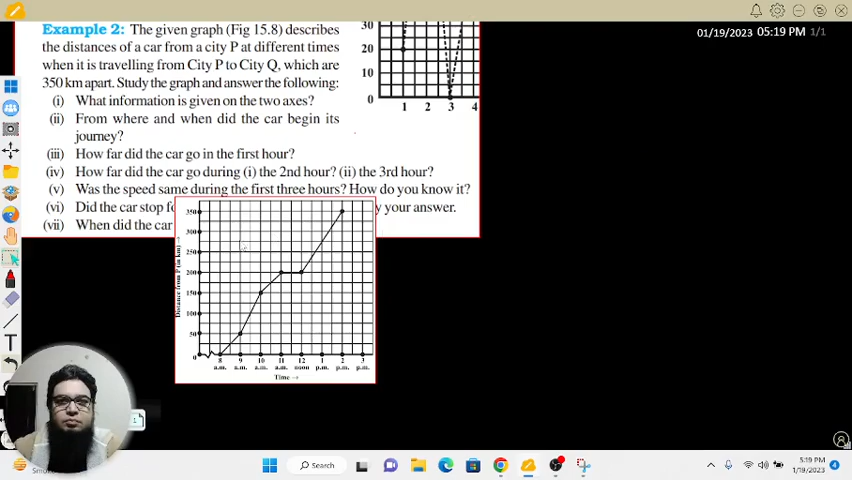 Example 2: The given graph (Fig 15.8) describes
the distances of a car from a city P at different times
when it is travelling from City P to City Q, which are
350 km apart. Study the graph and answer the following:
(i) What information is given on the two axes?
(ii) From where and when did the car begin its
journey?
(iii) How far did the car go in the first hour?
(iv) How far did the car go during (i) the 2nd hour? (ii) the 3rd hour?
(v) Was the speed same during the first three hours? How do you know it?
(vi) Did the car stop fo
y your answer.
(vii) When did the car
30
20
10
0
1 2 3 4
01/19/2023 05:19 PM 1/1
350
300
250
200
150
100
50
0
Distance from P (in km) →
8 9 10 11 12 1 2 3
a.m. a.m. a.m. a.m. noon p.m. p.m. p.m.
Time →
T
1
Search
5:19 PM
1/19/2023
4